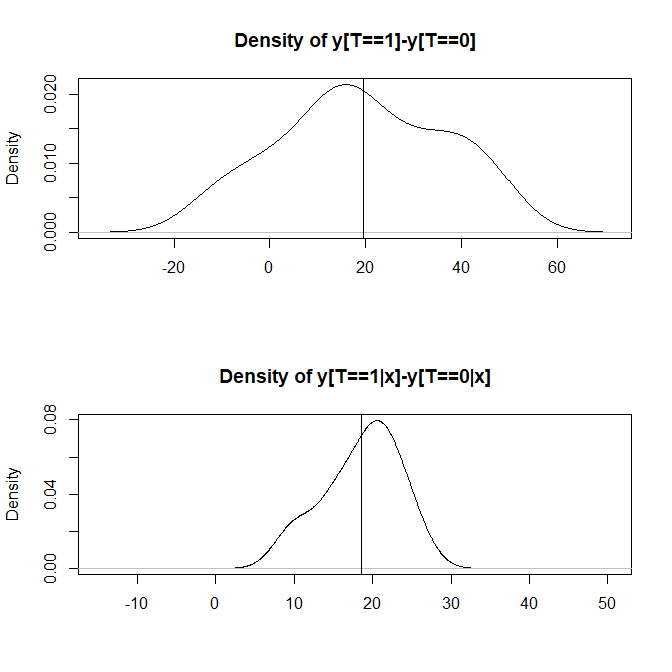 Density of y[T==1]-y[T==0]
Density
0.020
0.010
0.000
-20 0 20 40 60
Density of y[T==1|x]-y[T==0|x]
Density
0.08
0.04
0.00
-10 0 10 20 30 40 50